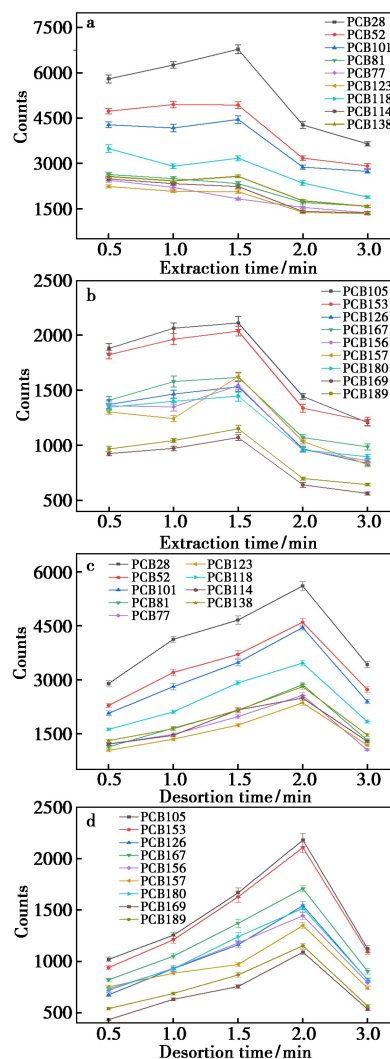 a
7500
6000
4500
3000
1500
Counts
PCB28
PCB52
PCB101
PCB81
PCB77
PCB123
PCB118
PCB114
PCB138
0.5 1.0 1.5 2.0 3.0
Extraction time/min
b
2500
2000
1500
1000
500
Counts
PCB105
PCB153
PCB126
PCB167
PCB156
PCB157
PCB180
PCB169
PCB189
0.5 1.0 1.5 2.0 3.0
Extraction time/min
c
6000
4500
3000
1500
Counts
PCB28 PCB123
PCB52 PCB118
PCB101 PCB114
PCB81 PCB138
PCB77
0.5 1.0 1.5 2.0 3.0
Desortion time/min
d
2500
2000
1500
1000
500
Counts
PCB105
PCB153
PCB126
PCB167
PCB156
PCB157
PCB180
PCB169
PCB189
0.5 1.0 1.5 2.0 3.0
Desortion time/min